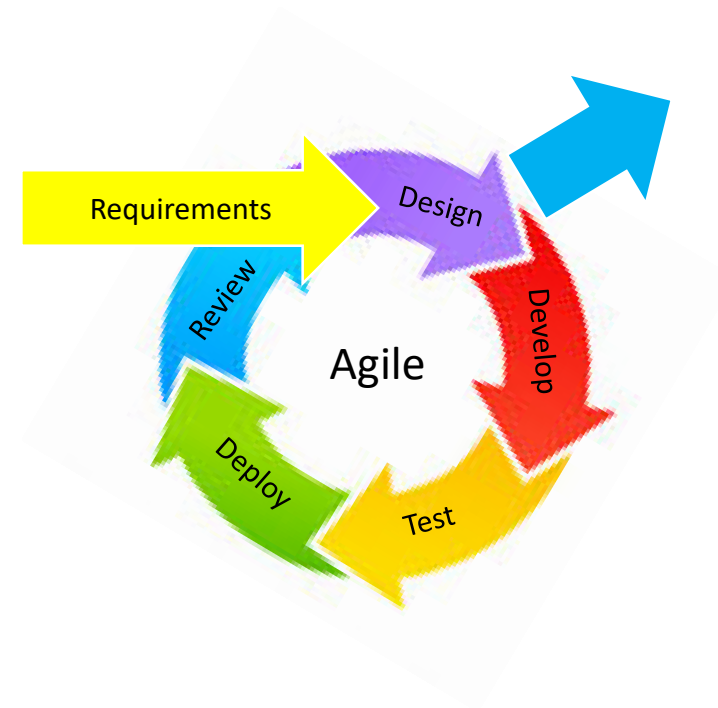 Requirements
Design
Develop
Test
Deploy
Review
Agile